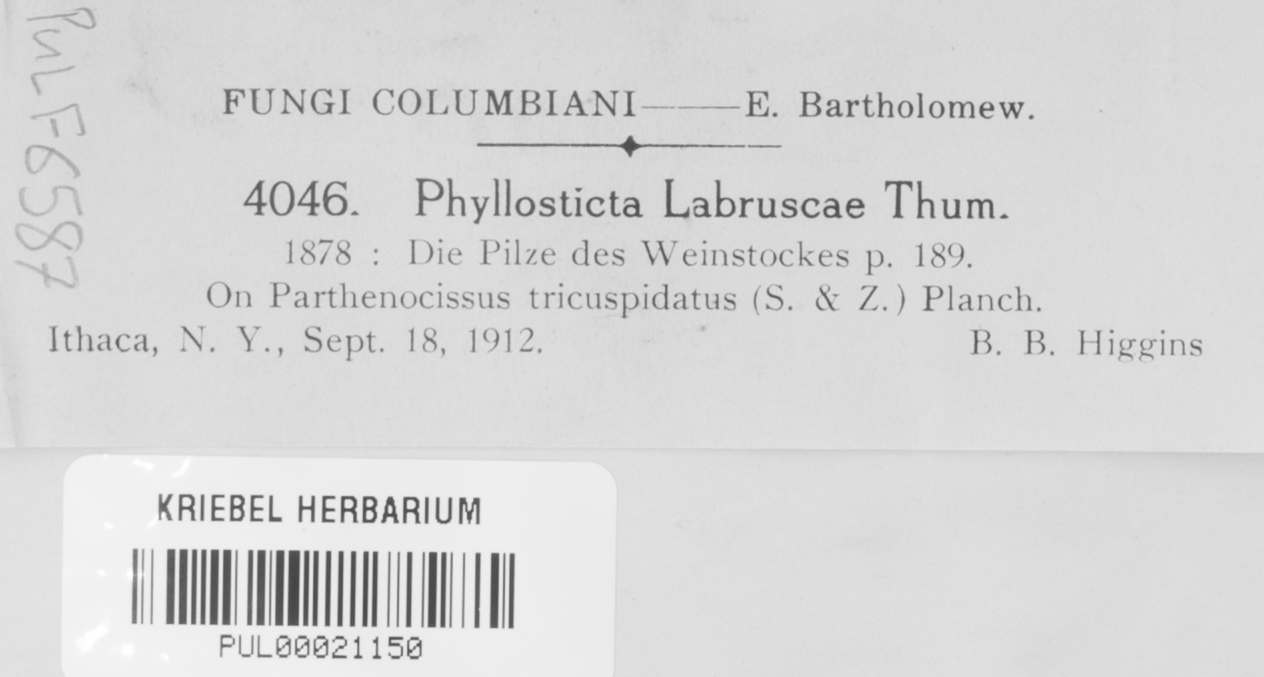 PUL F6587
FUNGI COLUMBIANI——E. Bartholomew.
4046. Phyllosticta Labruscae Thum.
1878 : Die Pilze des Weinstockes p. 189.
On Parthenocissus tricuspidatus (S. & Z.) Planch.
Ithaca, N. Y., Sept. 18, 1912. B. B. Higgins
KRIEBEL HERBARIUM
PUL00021150